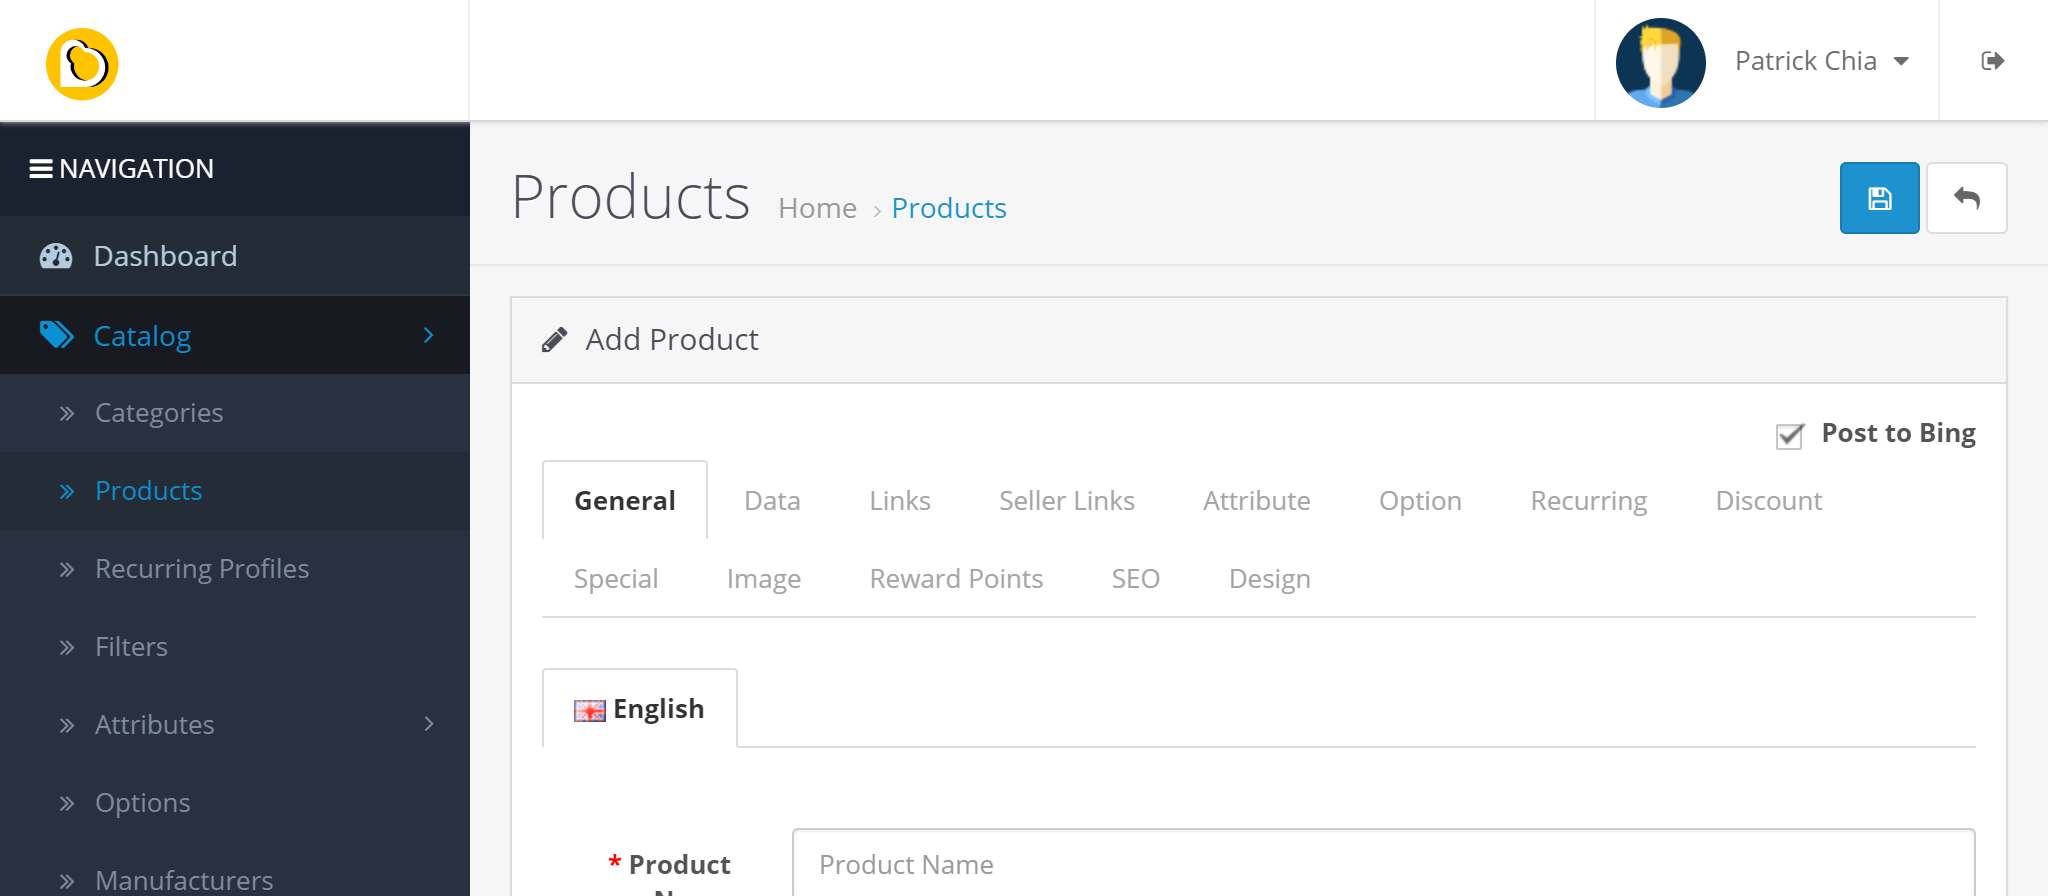 Patrick Chia
NAVIGATION
Dashboard
Catalog
Categories
Products
Recurring Profiles
Filters
Attributes
Options
Manufacturers
Products Home › Products
Add Product
Post to Bing
General Data Links Seller Links Attribute Option Recurring Discount
Special Image Reward Points SEO Design
English
* Product Product Name